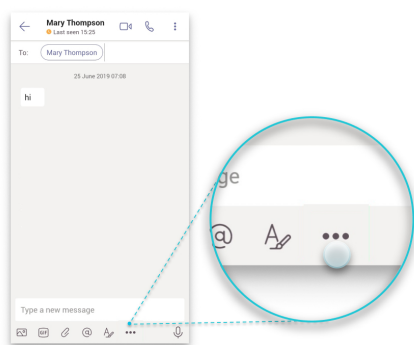 Mary Thompson
Last seen 15:25
To: Mary Thompson
25 June 2019 07:08
hi
ge
@ A
Type a new message
GIF @ A